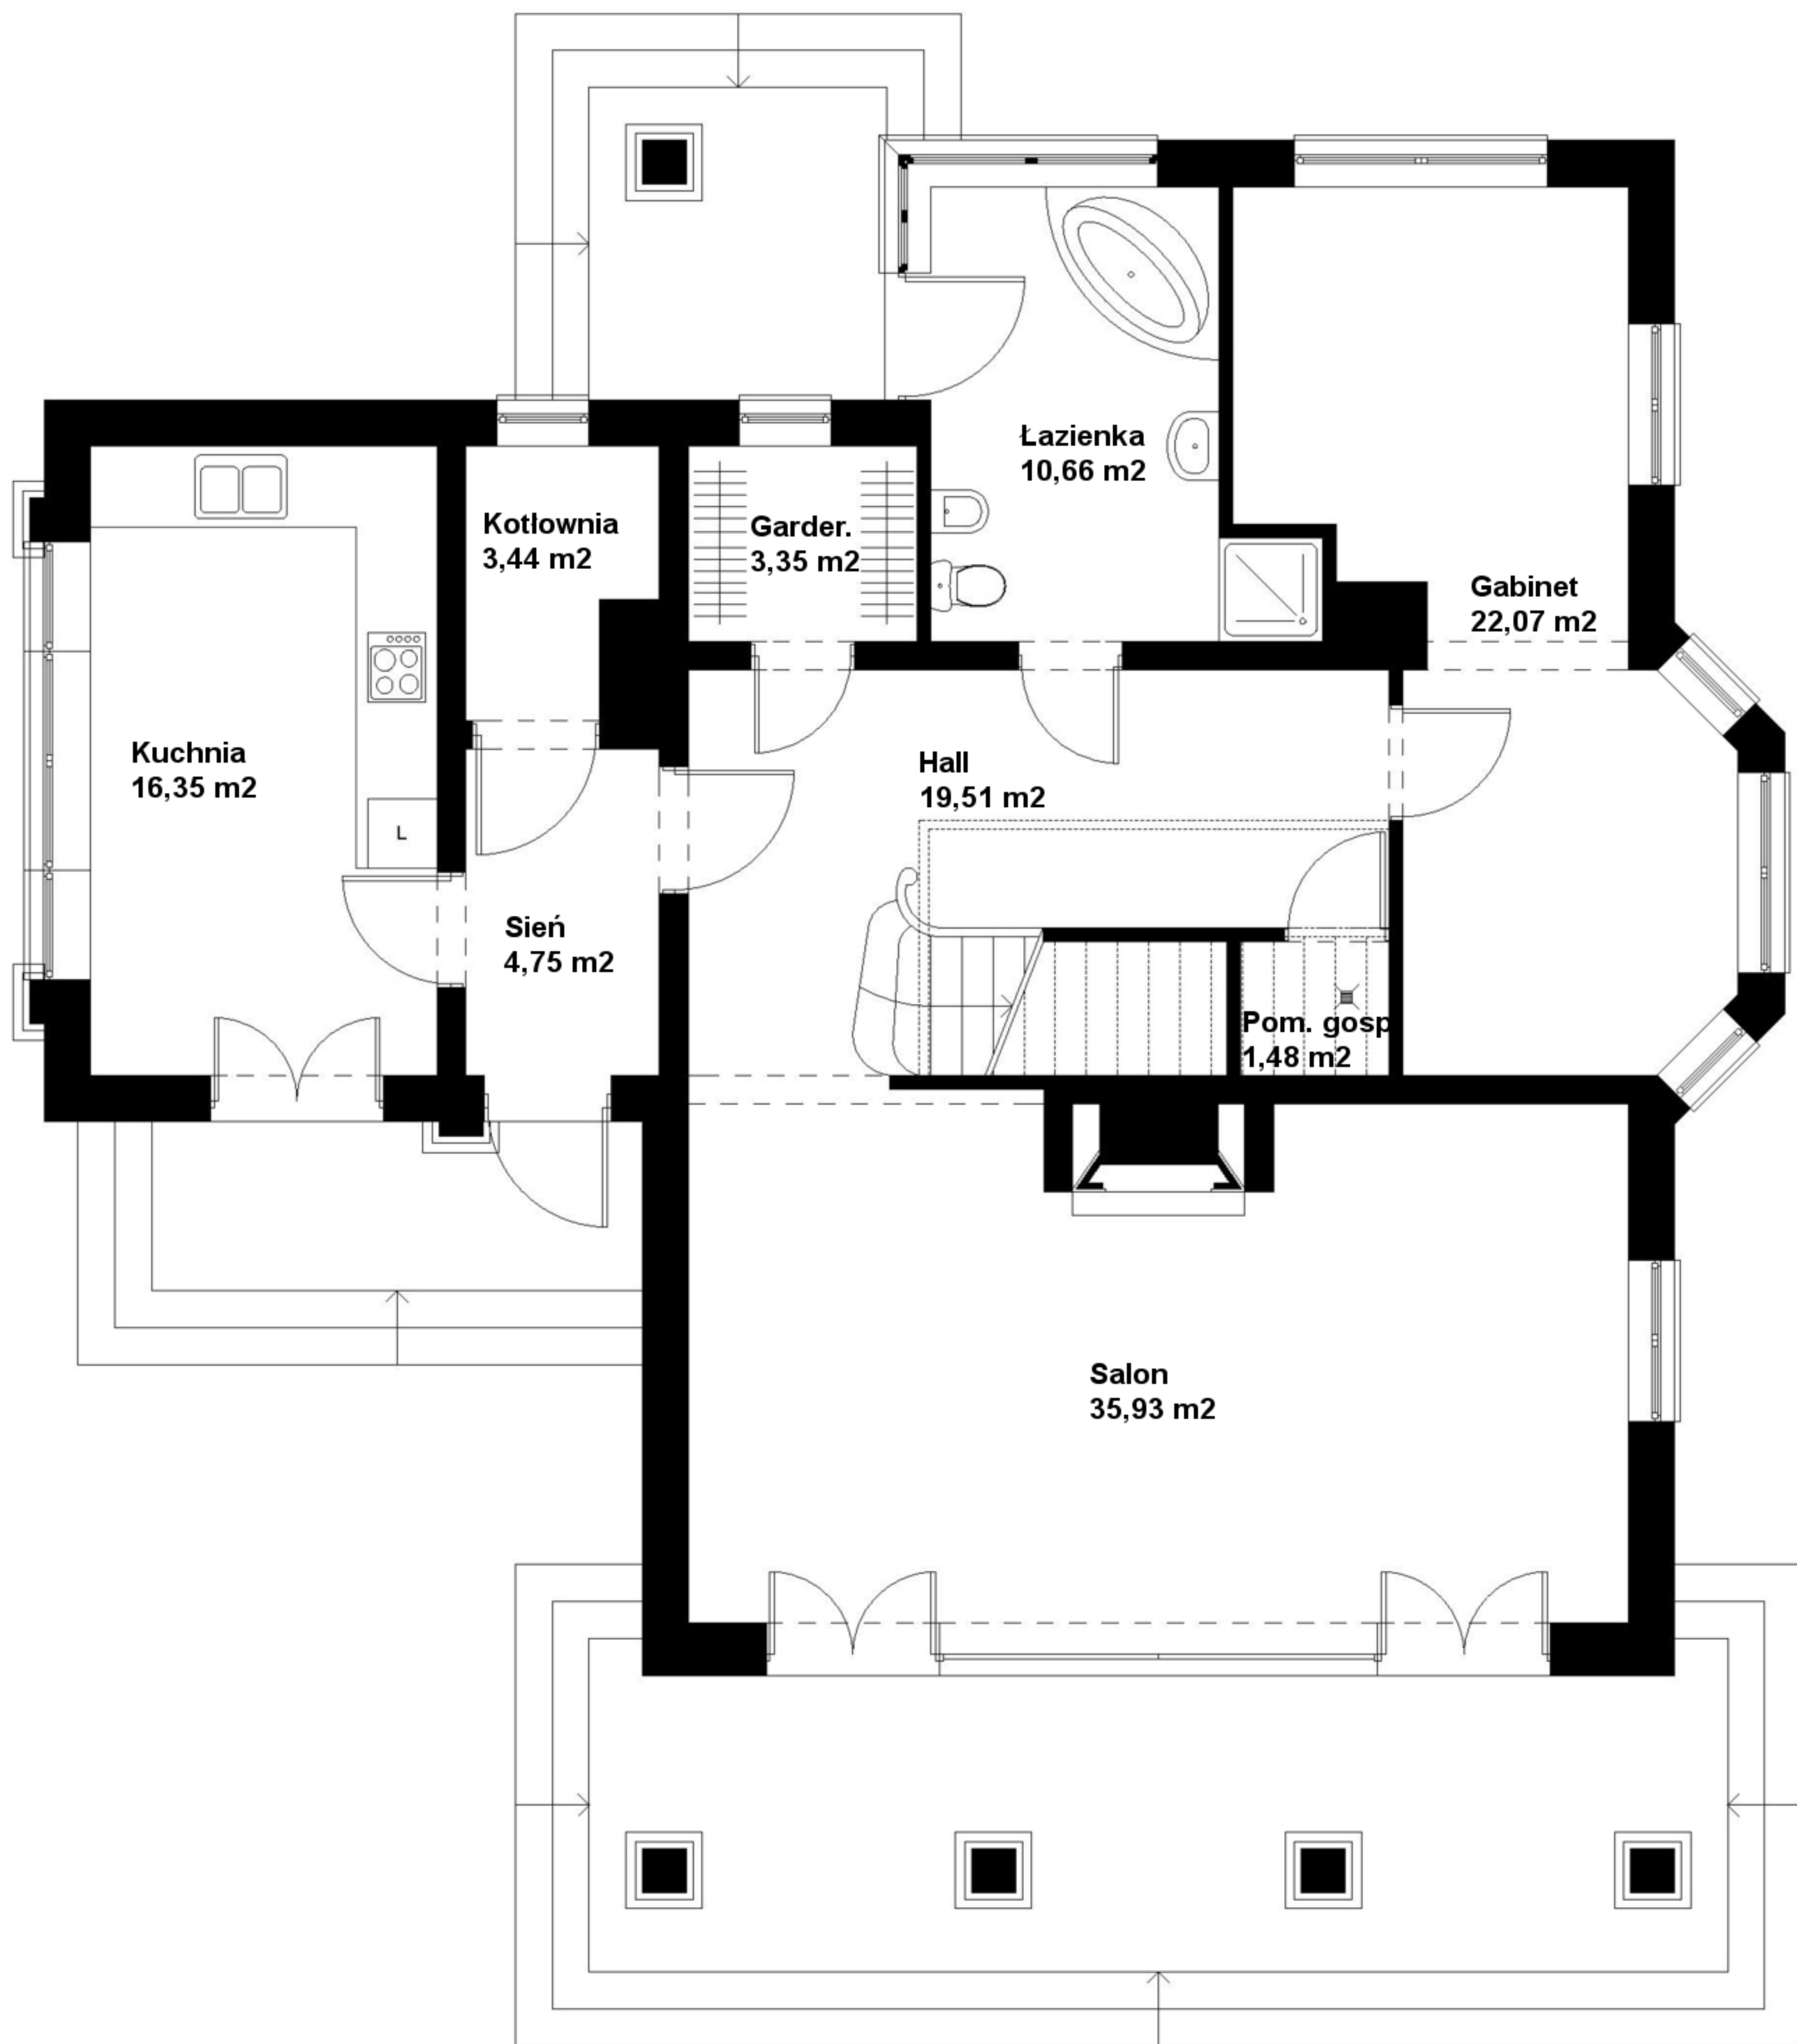 Łazienka
10,66 m2
Kotłownia
3,44 m2
Garder.
3,35 m2
Gabinet
22,07 m2
Kuchnia
16,35 m2
Hall
19,51 m2
L
Sień
4,75 m2
Pom. gosp
1,48 m2
Salon
35,93 m2